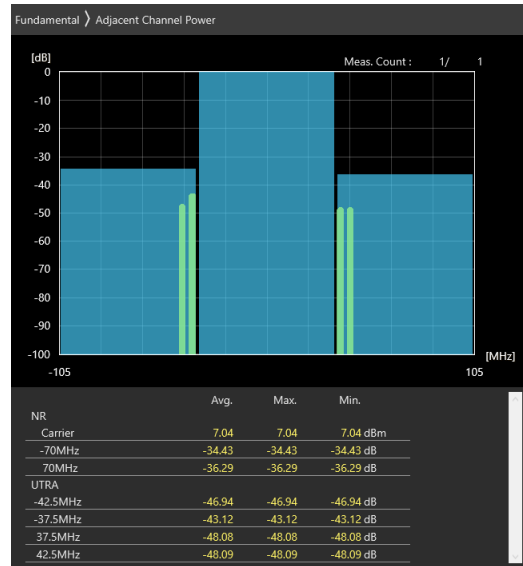 Fundamental 〉 Adjacent Channel Power
[dB]
Meas. Count : 1/ 1
0
-10
-20
-30
-40
-50
-60
-70
-80
-90
-100
[MHz]
-105 105
Avg. Max. Min.
NR
Carrier 7.04 7.04 7.04 dBm
-70MHz -34.43 -34.43 -34.43 dB
70MHz -36.29 -36.29 -36.29 dB
UTRA
-42.5MHz -46.94 -46.94 -46.94 dB
-37.5MHz -43.12 -43.12 -43.12 dB
37.5MHz -48.08 -48.08 -48.08 dB
42.5MHz -48.09 -48.09 -48.09 dB